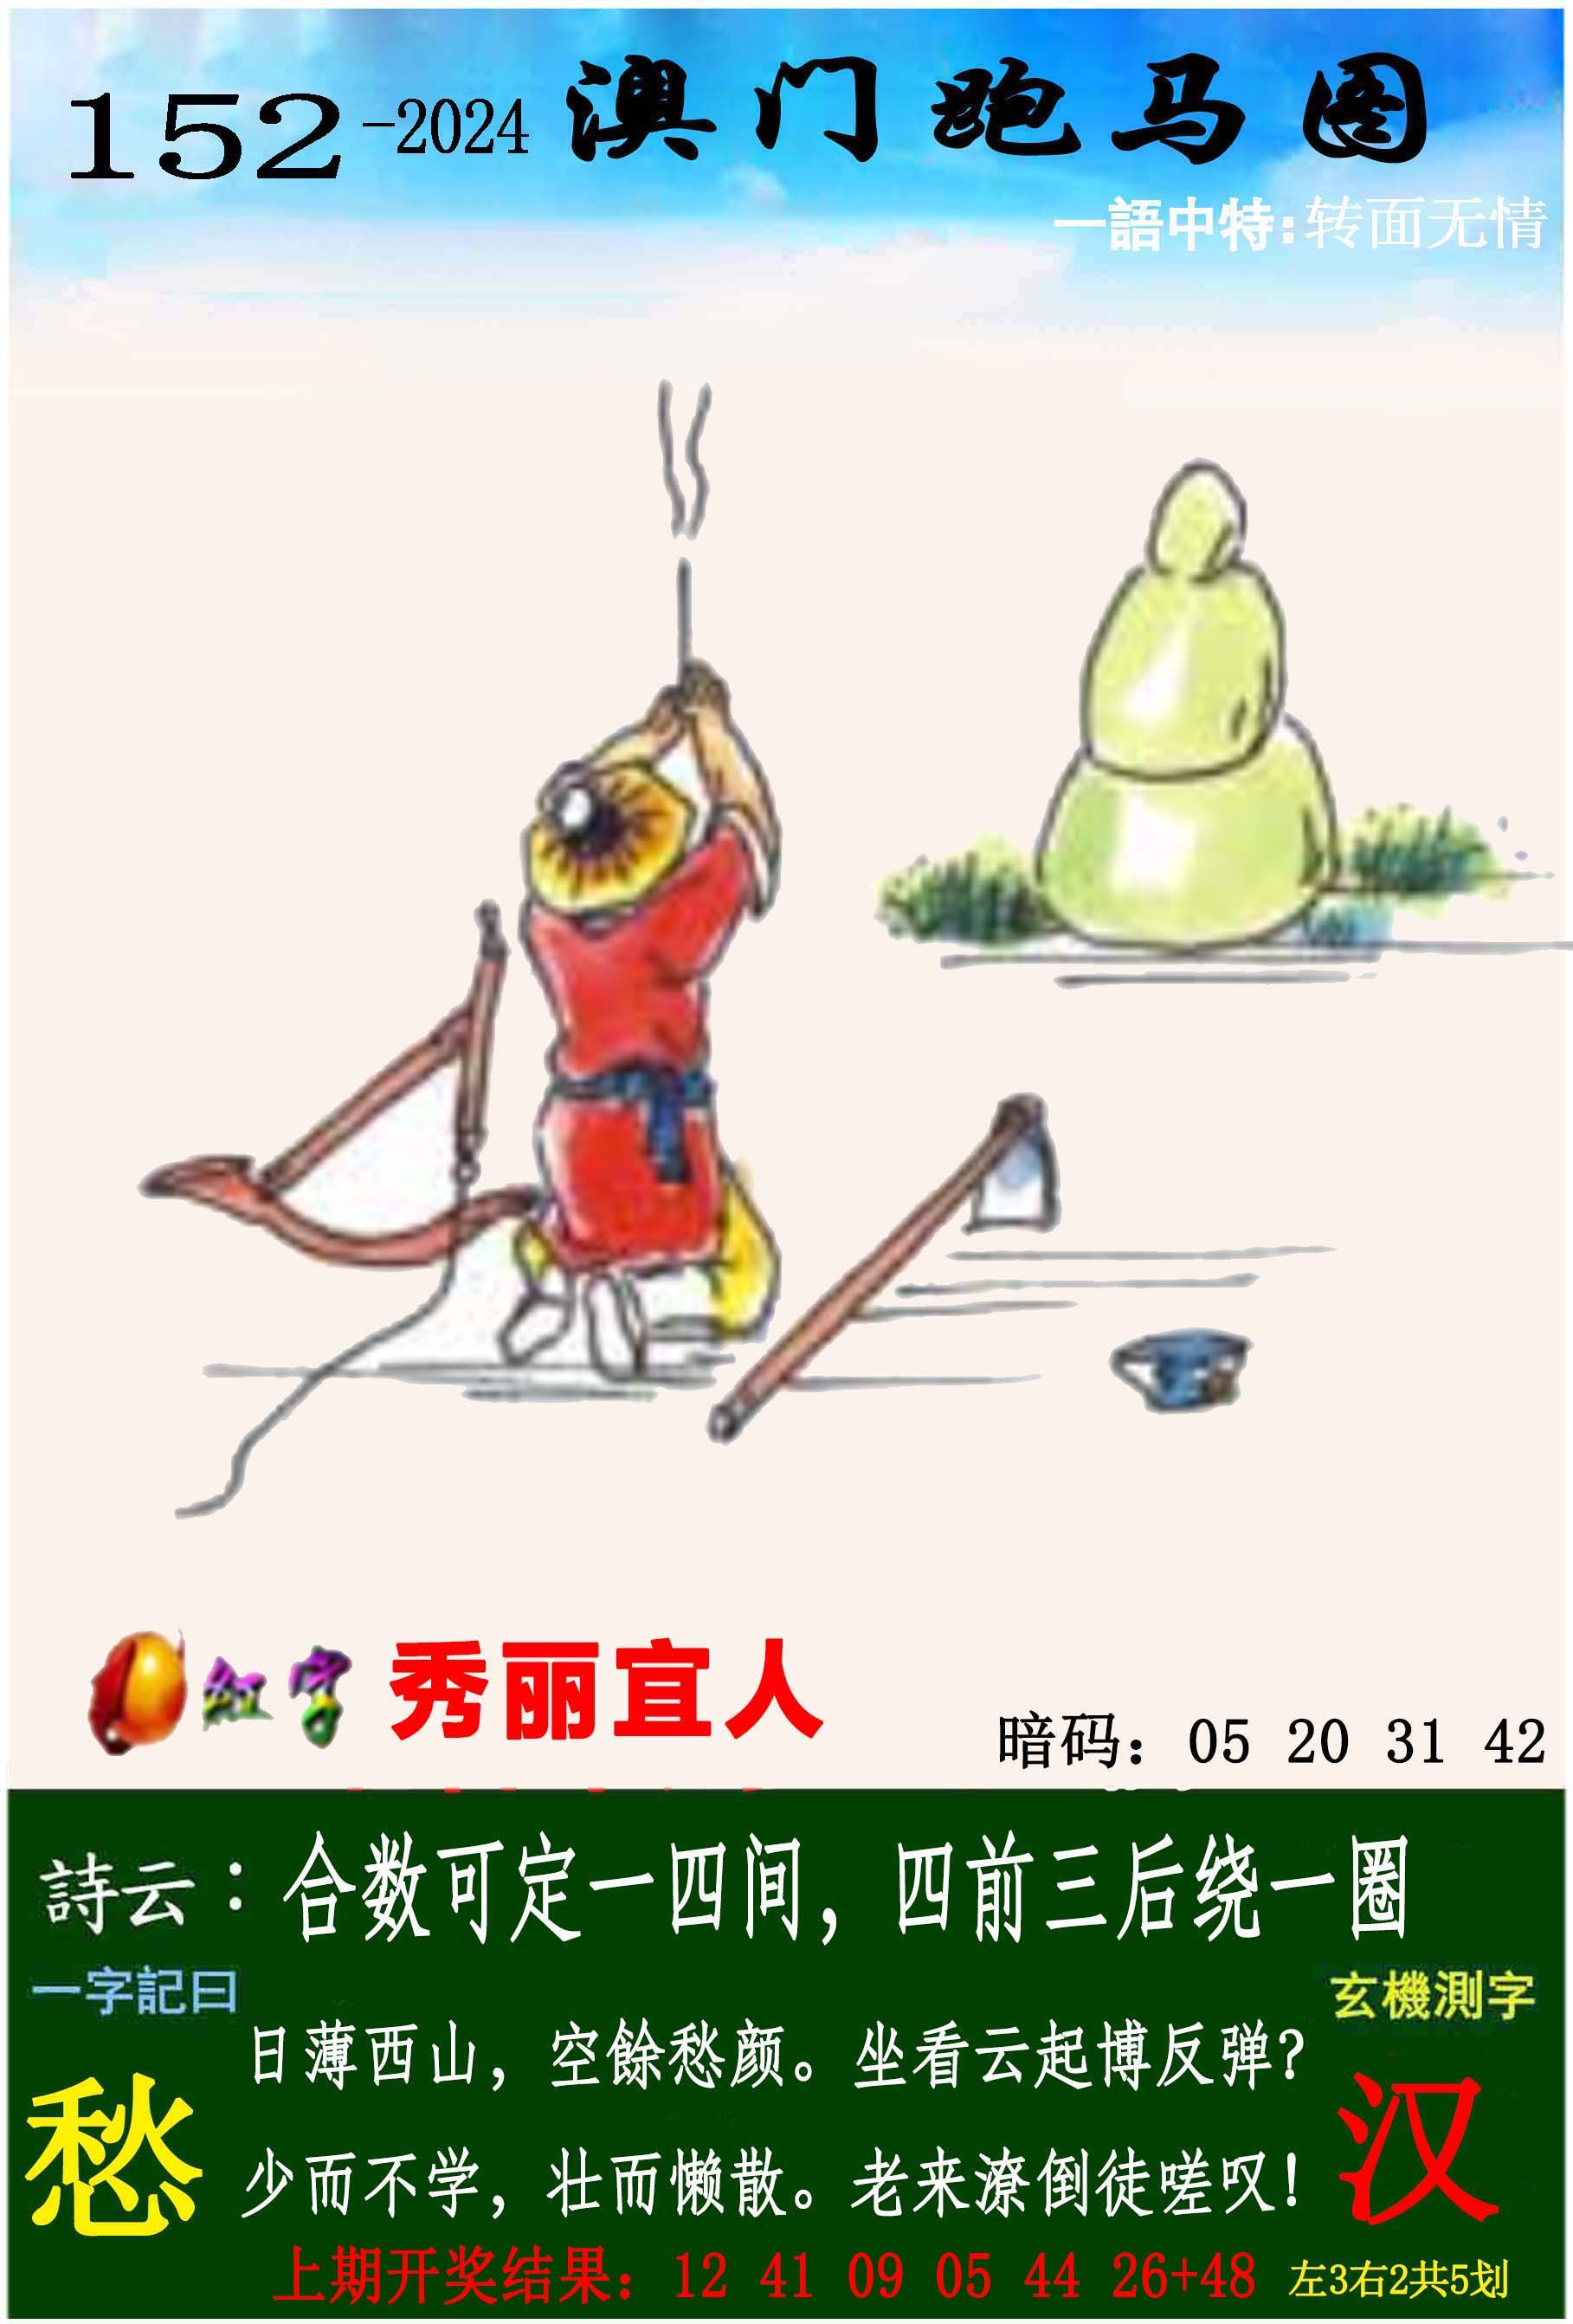 152-2024 澳门跑马图
一語中特:转面无情
红字 秀丽宜人
暗码: 05 20 31 42
詩云：合数可定一四间，四前三后绕一圈
一字記日
玄機測字
日薄西山，空餘愁颜。坐看云起博反弹?
愁
汉
少而不学，壮而懒散。老来潦倒徒嗟叹!
上期开奖结果: 12 41 09 05 44 26+48 左3右2共5划